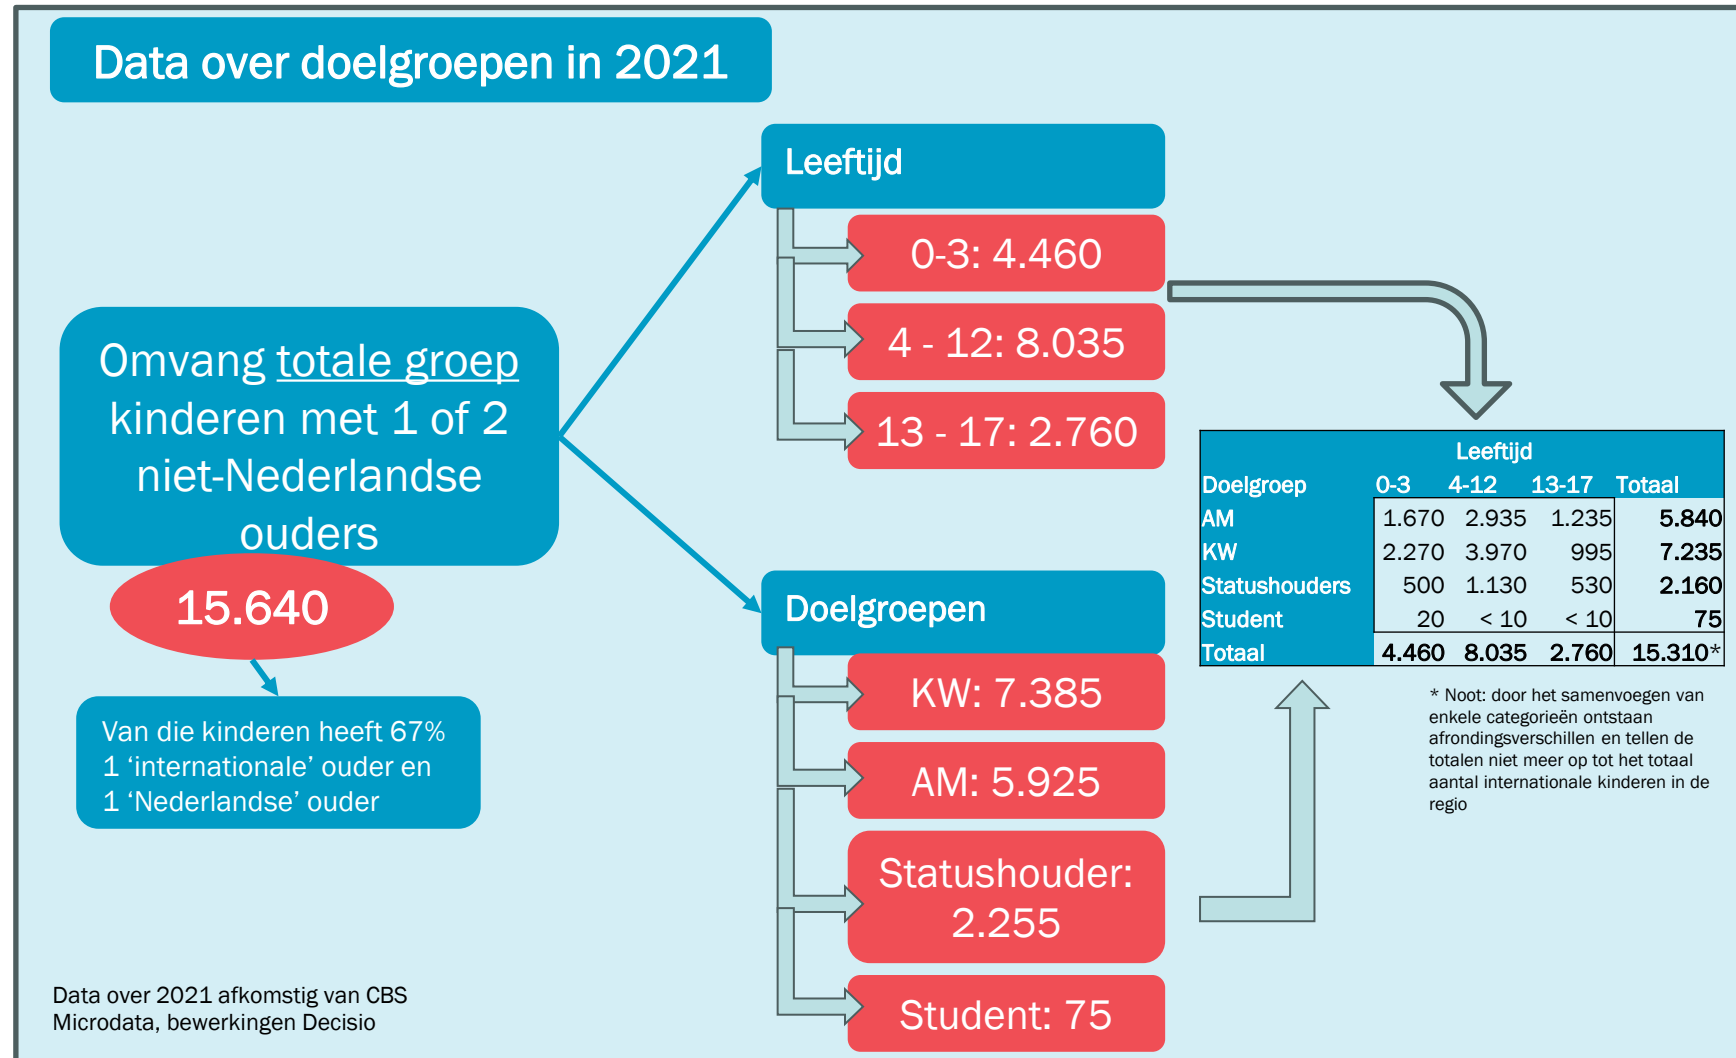 Data over doelgroepen in 2021
Omvang totale groep
kinderen met 1 of 2
niet-Nederlandse
ouders
15.640
Van die kinderen heeft 67%
1 ‘internationale’ ouder en
1 ‘Nederlandse’ ouder
Leeftijd
0-3: 4.460
4 - 12: 8.035
13 - 17: 2.760
Doelgroepen
KW: 7.385
AM: 5.925
Statushouder:
2.255
Student: 75
Leeftijd
Doelgroep 0-3 4-12 13-17 Totaal
AM 1.670 2.935 1.235 5.840
KW 2.270 3.970 995 7.235
Statushouders 500 1.130 530 2.160
Student 20 < 10 < 10 75
Totaal 4.460 8.035 2.760 15.310*
* Noot: door het samenvoegen van
enkele categorieën ontstaan
afrondingsverschillen en tellen de
totalen niet meer op tot het totaal
aantal internationale kinderen in de
regio
Data over 2021 afkomstig van CBS
Microdata, bewerkingen Decisio